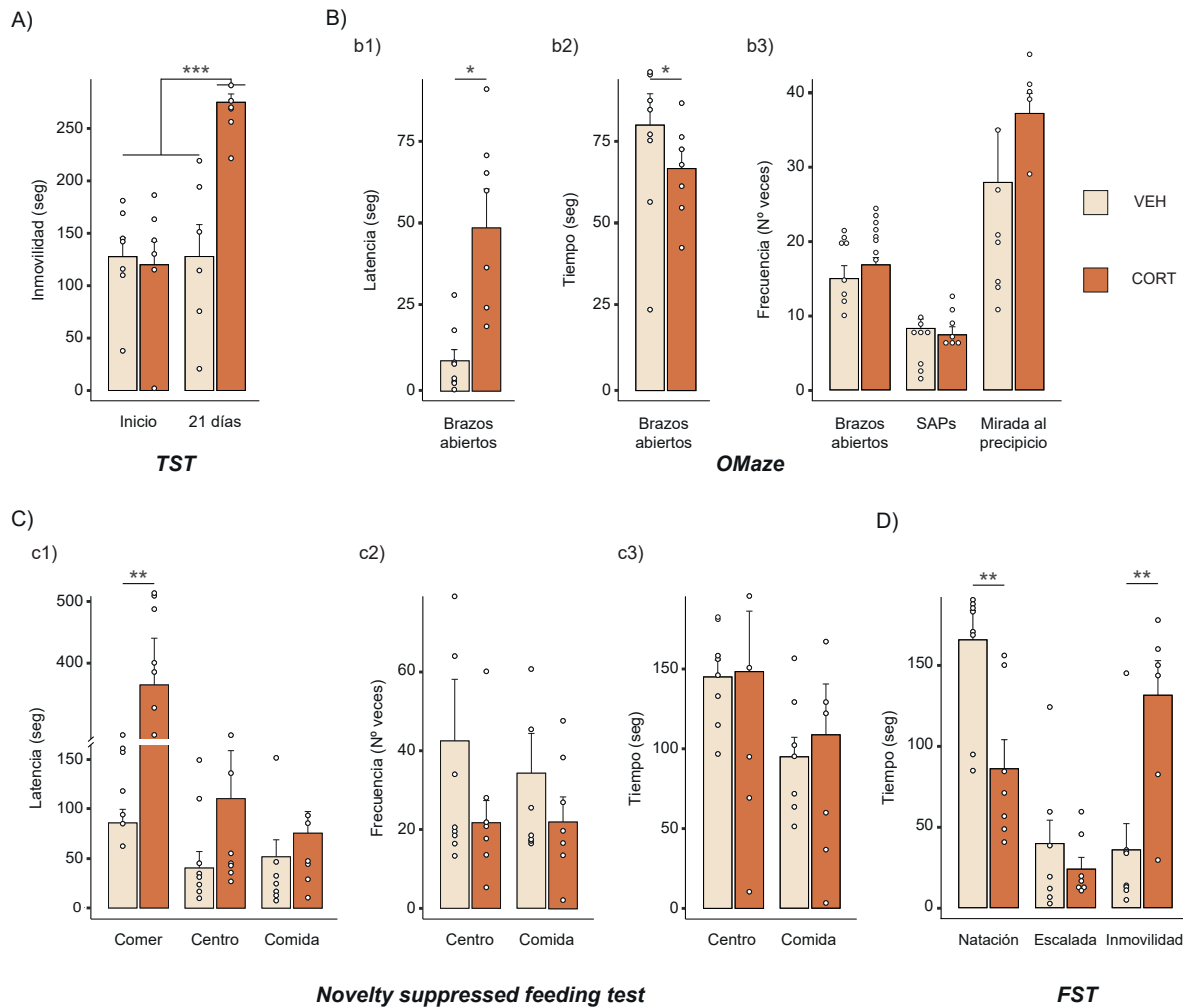 A)
B)
b1)
b2)
b3)
***
*
*
Inmovilidad (seg)
250
200
150
100
50
0
Inicio
21 días
TST
Latencia (seg)
75
50
25
0
Brazos
abiertos
Tiempo (seg)
75
50
25
0
Brazos
abiertos
Frecuencia (Nº veces)
40
30
20
10
0
Brazos
abiertos
SAPs
Mirada al
precipicio
OMaze
VEH
CORT
C)
D)
c1)
c2)
c3)
**
**
**
Latencia (seg)
500
400
150
100
50
0
Comer
Centro
Comida
Frecuencia (Nº veces)
60
40
20
0
Centro
Comida
Tiempo (seg)
150
100
50
0
Centro
Comida
Tiempo (seg)
150
100
50
0
Natación
Escalada
Inmovilidad
Novelty suppressed feeding test
FST